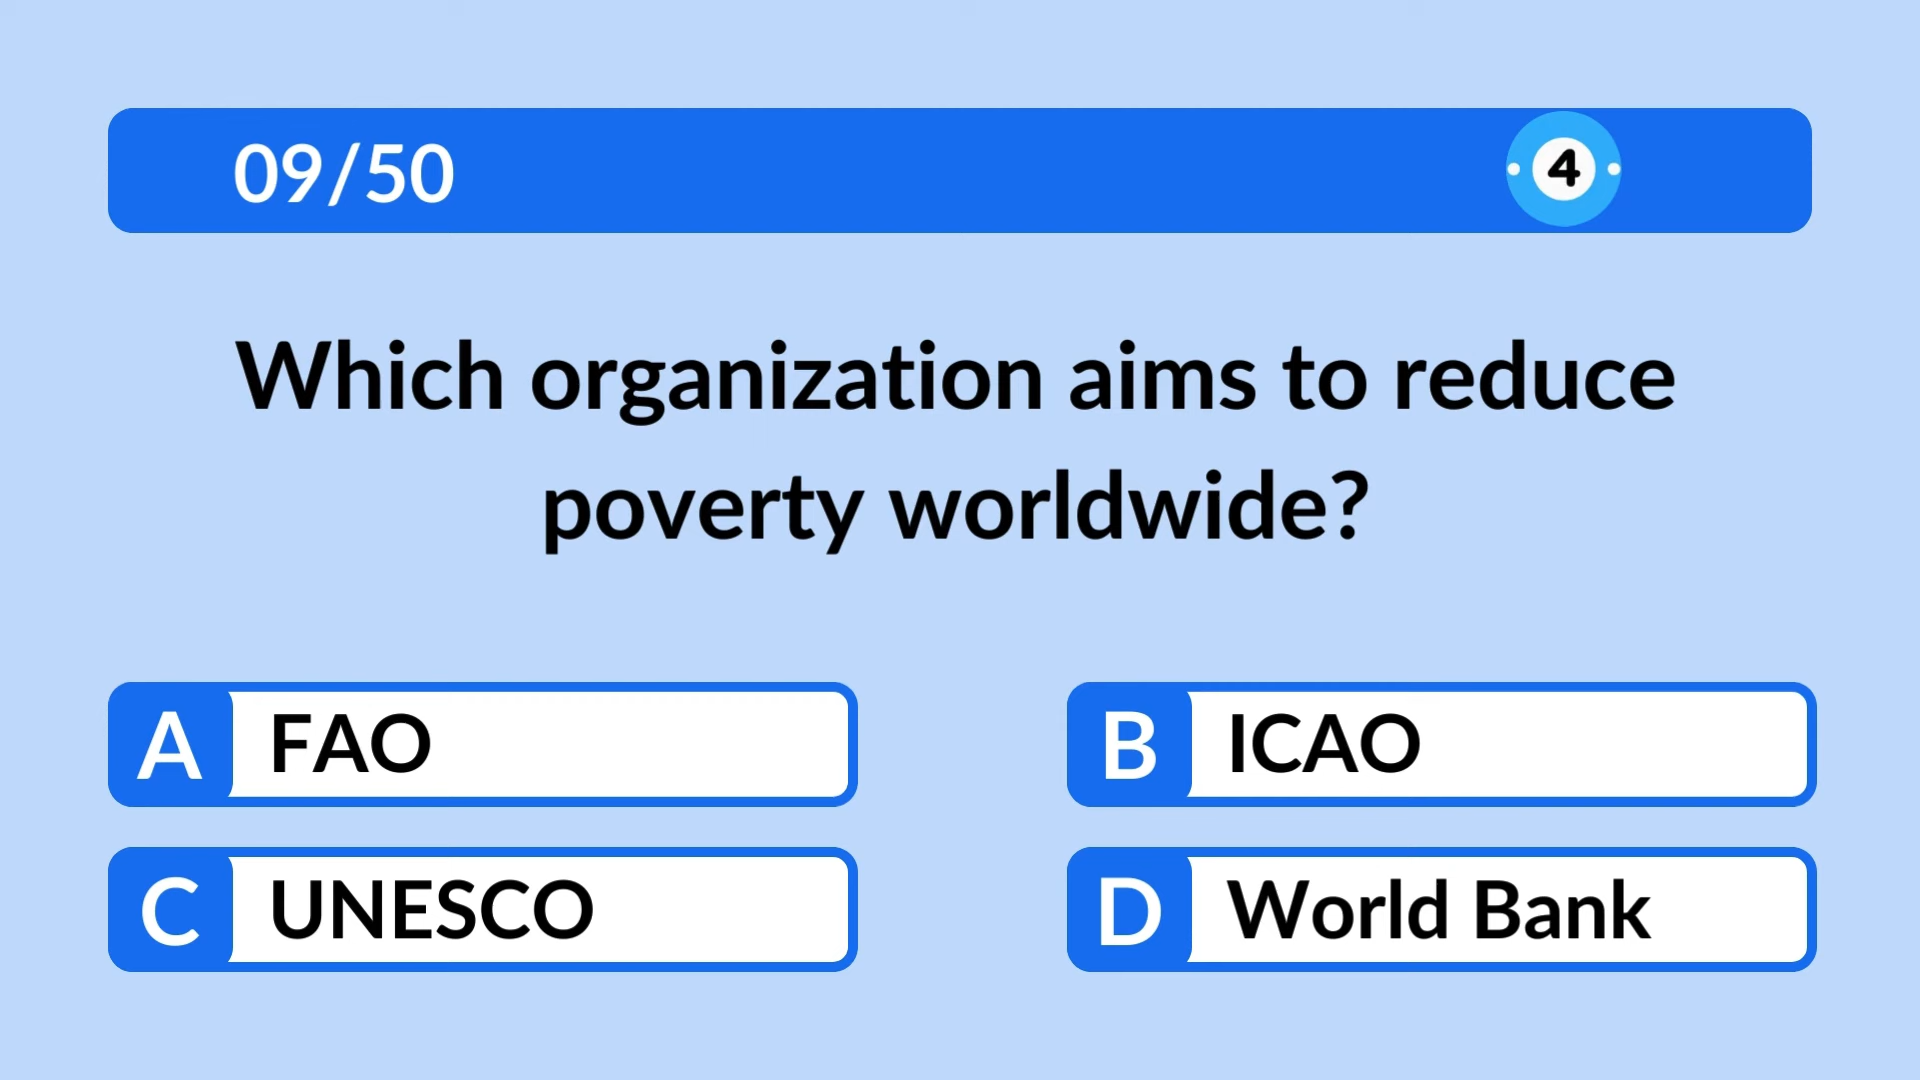 09/50
4
Which organization aims to reduce
poverty worldwide?
A FAO
B ICAO
C UNESCO
D World Bank